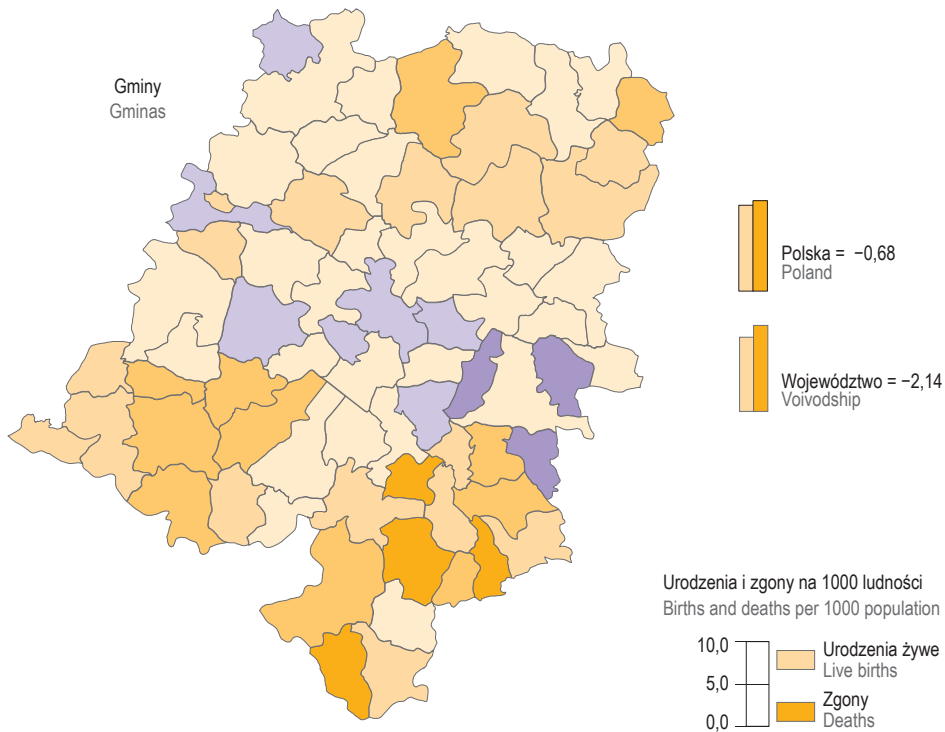 Gminy
Gminas
Polska = −0,68
Poland
Województwo = −2,14
Voivodship
Urodzenia i zgony na 1000 ludności
Births and deaths per 1000 population
10,0
5,0
0,0
Urodzenia żywe
Live births
Zgony
Deaths